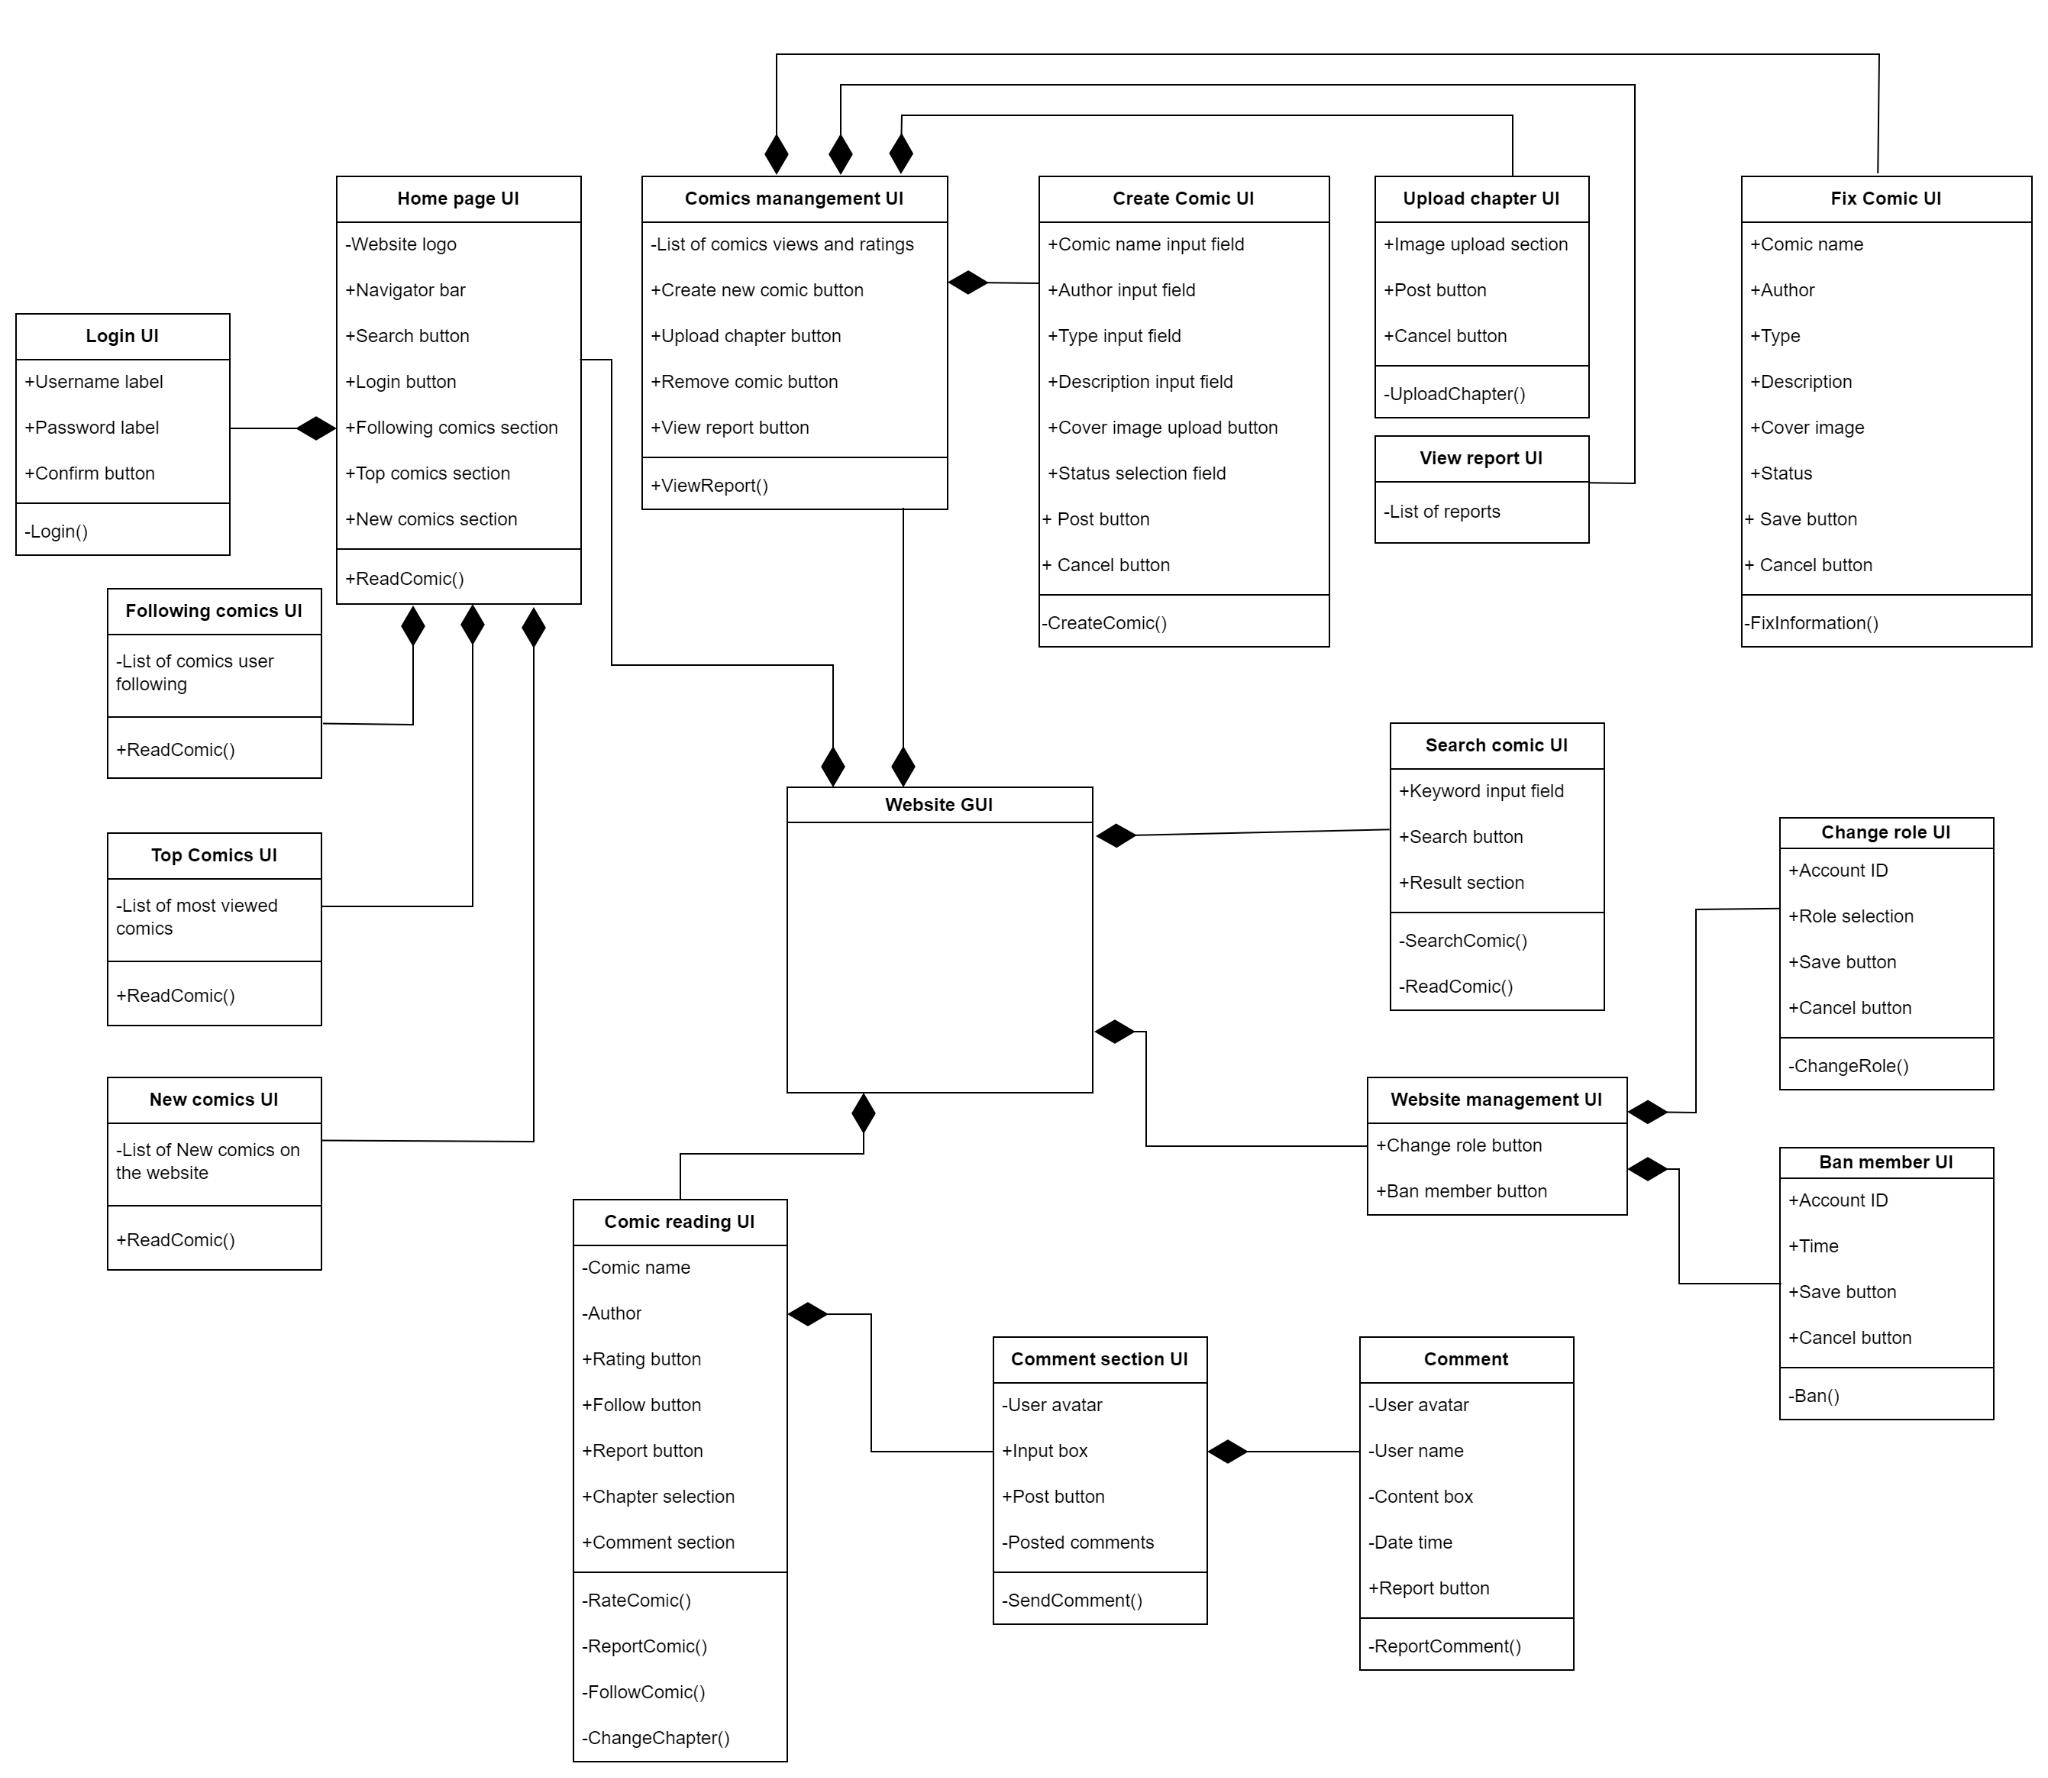 Home page UI
-Website logo
+Navigator bar
+Search button
+Login button
+Following comics section
+Top comics section
+New comics section
+ReadComic()
Comics manangement UI
-List of comics views and ratings
+Create new comic button
+Upload chapter button
+Remove comic button
+View report button
+ViewReport()
Create Comic UI
+Comic name input field
+Author input field
+Type input field
+Description input field
+Cover image upload button
+Status selection field
+ Post button
+ Cancel button
-CreateComic()
Upload chapter UI
+Image upload section
+Post button
+Cancel button
-UploadChapter()
View report UI
-List of reports
Fix Comic UI
+Comic name
+Author
+Type
+Description
+Cover image
+Status
+ Save button
+ Cancel button
-FixInformation()
Login UI
+Username label
+Password label
+Confirm button
-Login()
Following comics UI
-List of comics user
following
+ReadComic()
Top Comics UI
-List of most viewed
comics
+ReadComic()
New comics UI
-List of New comics on
the website
+ReadComic()
Website GUI
Search comic UI
+Keyword input field
+Search button
+Result section
-SearchComic()
-ReadComic()
Change role UI
+Account ID
+Role selection
+Save button
+Cancel button
-ChangeRole()
Website management UI
+Change role button
+Ban member button
Ban member UI
+Account ID
+Time
+Save button
+Cancel button
-Ban()
Comic reading UI
-Comic name
-Author
+Rating button
+Follow button
+Report button
+Chapter selection
+Comment section
-RateComic()
-ReportComic()
-FollowComic()
-ChangeChapter()
Comment section UI
-User avatar
+Input box
+Post button
-Posted comments
-SendComment()
Comment
-User avatar
-User name
-Content box
-Date time
+Report button
-ReportComment()